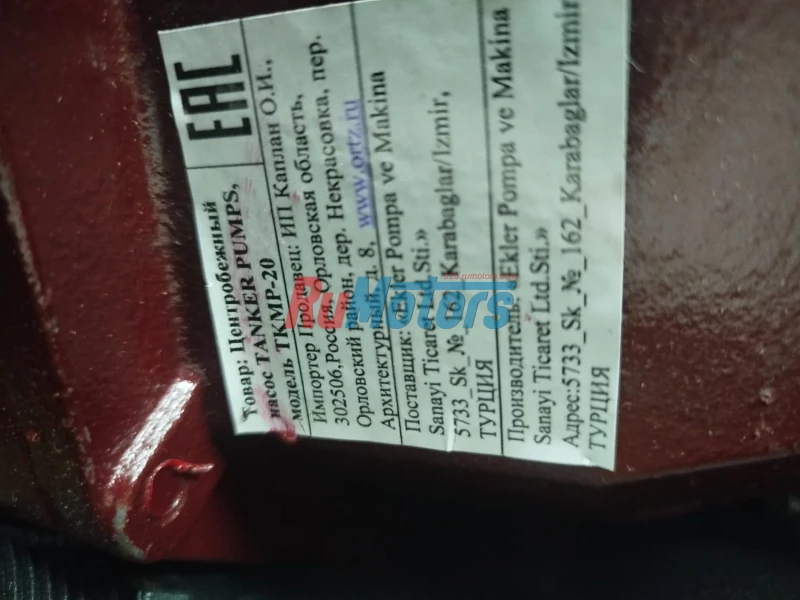 EAC
Товар: Центробежный
насос TANKER PUMPS,
модель TKMP-20
Импортер Продавец: ИП Каплан О.И.,
302506,Россия, Орловская область,
Орловский район, дер. Некрасовка, пер.
Архитектурный, д. 8, www.ortz.ru
Поставщик: «Ekler Pompa ve Makina
Sanayi Ticaret Ltd.Sti.»
5733_Sk_№ 162_Karabaglar/Izmir,
ТУРЦИЯ
Производитель: Ekler Pompa ve Makina
Sanayi Ticaret Ltd.Sti.»
Адрес:5733_Sk_№_162_Karabaglar/Izmir
ТУРЦИЯ
RuMotors